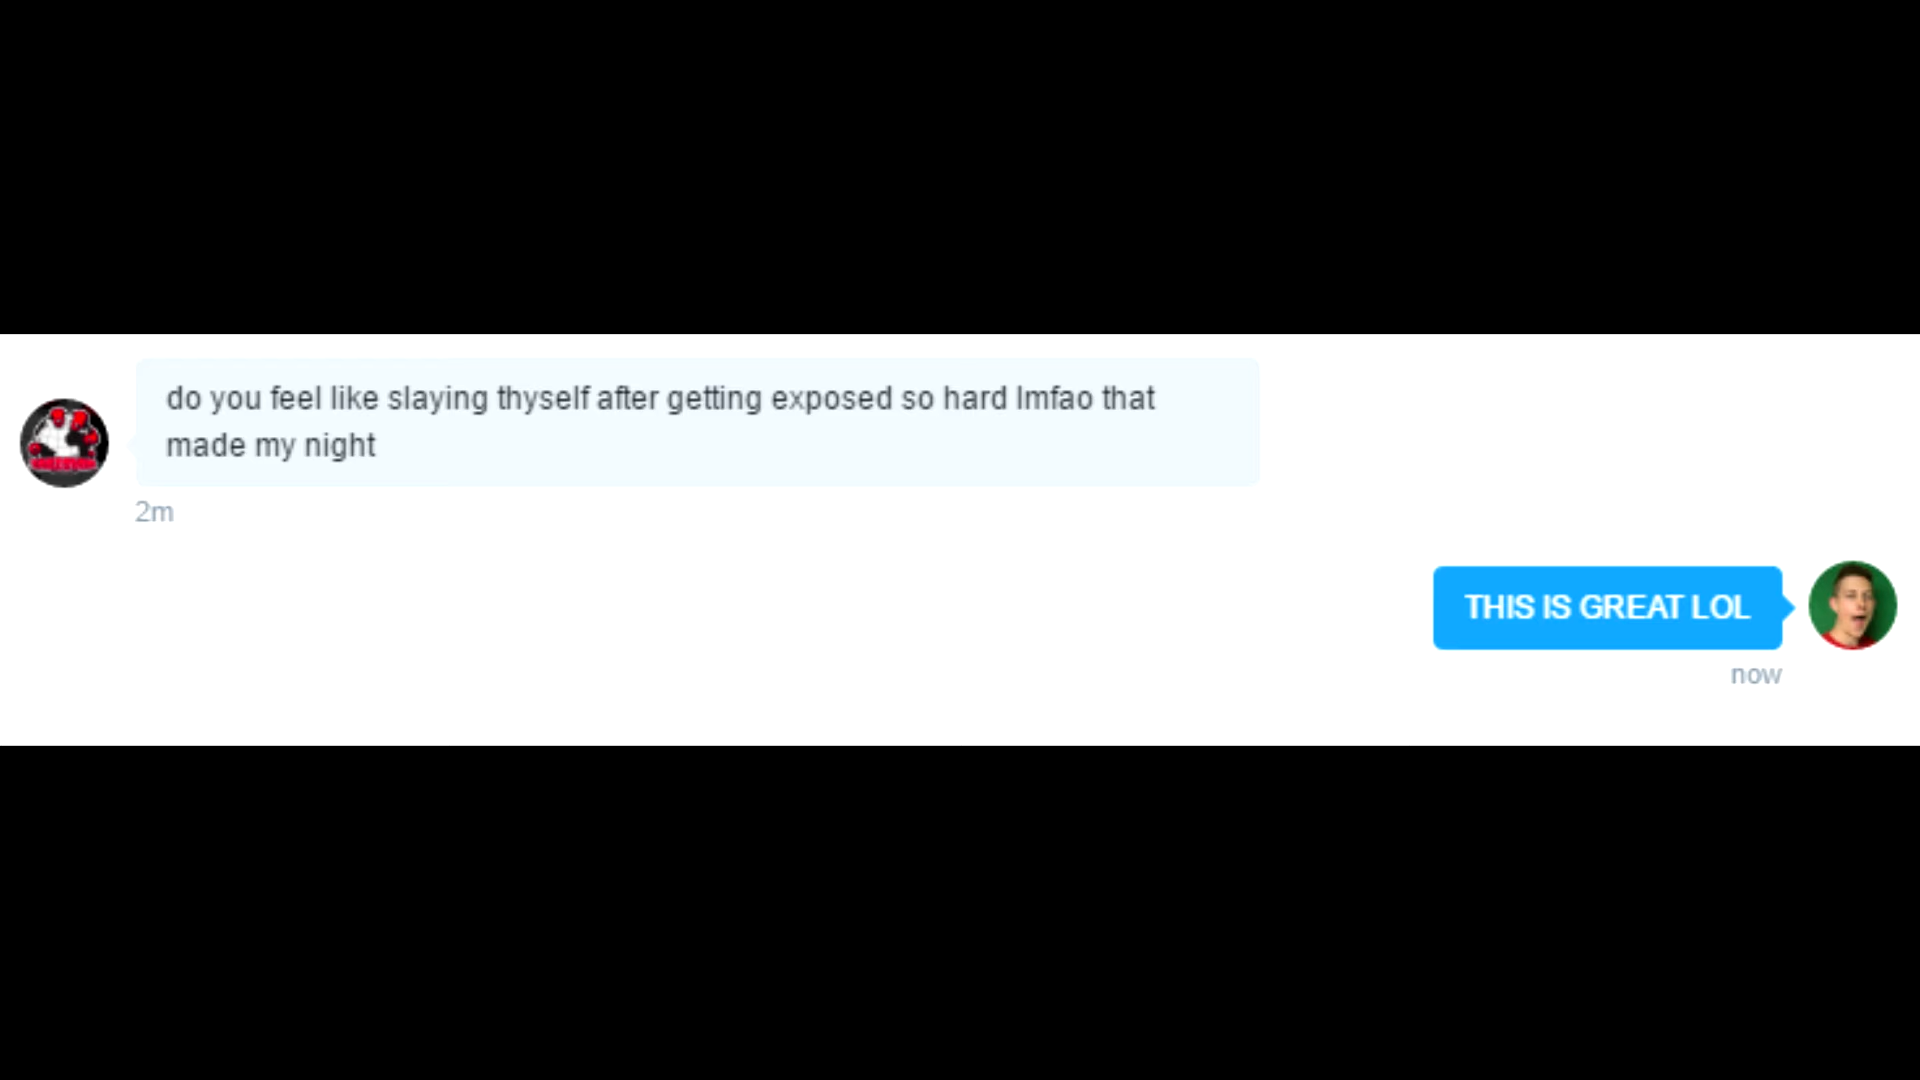 do you feel like slaying thyself after getting exposed so hard lmfao that
made my night
2m
THIS IS GREAT LOL
now